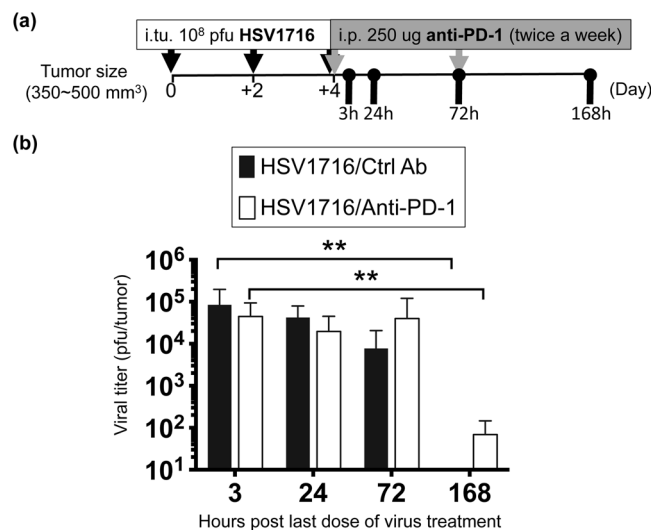 (a)
i.tu. 10⁸ pfu HSV1716 i.p. 250 ug anti-PD-1 (twice a week)
Tumor size
(350~500 mm³)
0 +2 +4 3h 24h 72h 168h (Day)
(b)
HSV1716/Ctrl Ab
HSV1716/Anti-PD-1
** 
**
Viral titer (pfu/tumor)
10⁶
10⁵
10⁴
10³
10²
10¹
3 24 72 168
Hours post last dose of virus treatment